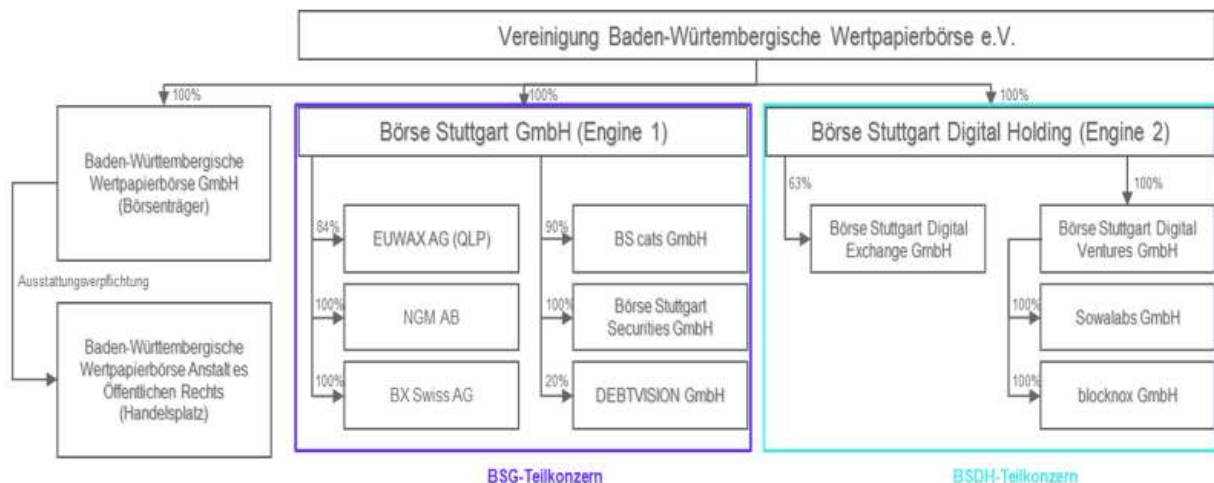 Vereinigung Baden-Würtembergische Wertpapierbörse e.V.
100%
100%
100%
Baden-Württembergische
Wertpapierbörse GmbH
(Börsenträger)
Ausstattungsverpflichtung
Baden-Württembergische
Wertpapierbörse Anstalt es
Öffentlichen Rechts
(Handelsplatz)
Börse Stuttgart GmbH (Engine 1)
84%
EUWAX AG (QLP)
100%
NGM AB
100%
BX Swiss AG
90%
BS cats GmbH
100%
Börse Stuttgart
Securities GmbH
20%
DEBTVISION GmbH
BSG-Teilkonzern
Börse Stuttgart Digital Holding (Engine 2)
63%
Börse Stuttgart Digital
Exchange GmbH
100%
Börse Stuttgart Digital
Ventures GmbH
100%
Sowalabs GmbH
100%
blocknox GmbH
BSDH-Teilkonzern